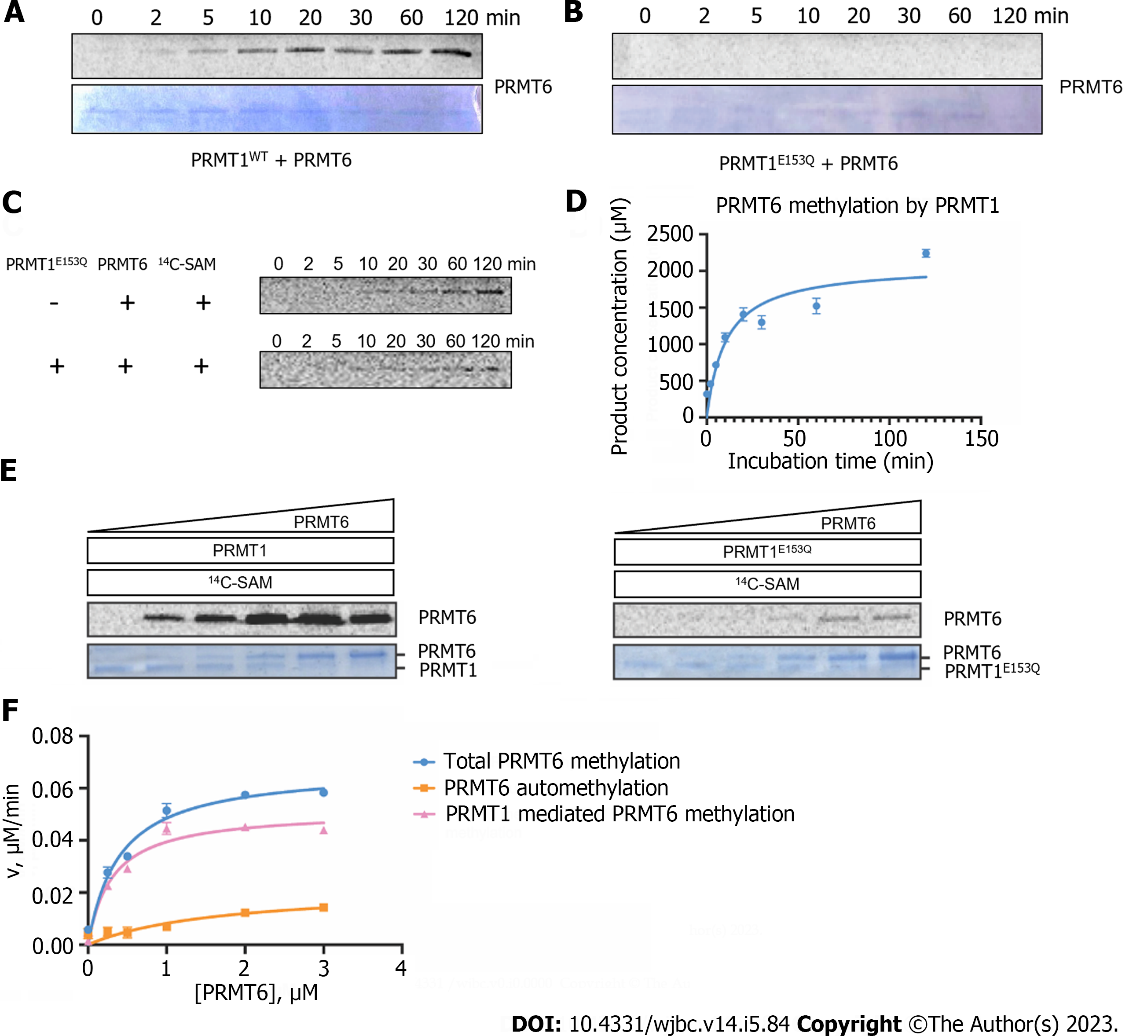 A
0 2 5 10 20 30 60 120 min
PRMT6
PRMT1WT + PRMT6
B
0 2 5 10 20 30 60 120 min
PRMT6
PRMT1E153Q + PRMT6
C
PRMT1E153Q PRMT6 14C-SAM
0 2 5 10 20 30 60 120 min
- + +
0 2 5 10 20 30 60 120 min
+ + +
D
PRMT6 methylation by PRMT1
Product concentration (µM)
2500
2000
1500
1000
500
0
0 50 100 150
Incubation time (min)
E
PRMT6
PRMT1
14C-SAM
PRMT6
PRMT6
PRMT1
PRMT6
PRMT1E153Q
14C-SAM
PRMT6
PRMT6
PRMT1E153Q
F
v, µM/min
0.08
0.06
0.04
0.02
0.00
0 1 2 3 4
[PRMT6], µM
Total PRMT6 methylation
PRMT6 automethylation
PRMT1 mediated PRMT6 methylation
DOI: 10.4331/wjbc.v14.i5.84 Copyright ©The Author(s) 2023.